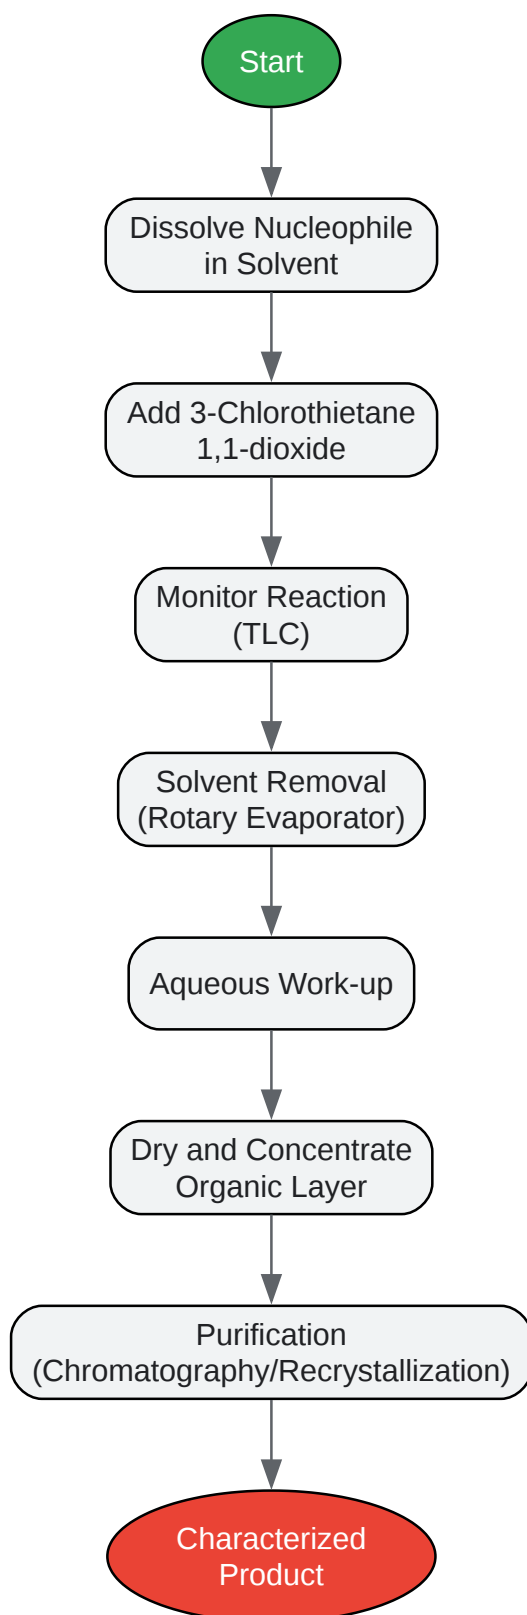 Start
Dissolve Nucleophile
in Solvent
Add 3-Chlorothietane
1,1-dioxide
Monitor Reaction
(TLC)
Solvent Removal
(Rotary Evaporator)
Aqueous Work-up
Dry and Concentrate
Organic Layer
Purification
(Chromatography/Recrystallization)
Characterized
Product